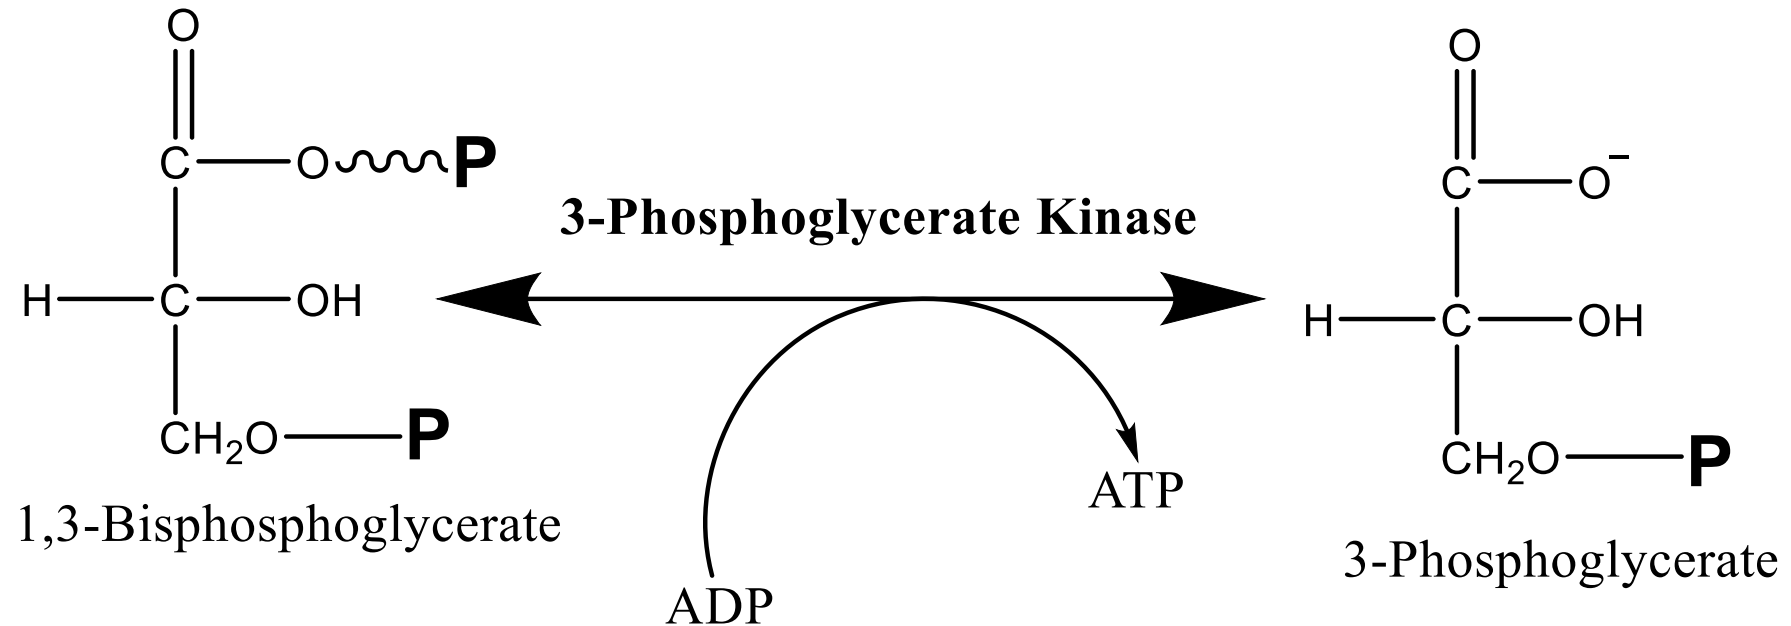 O
C O P
H C OH
CH₂O P
1,3-Bisphosphoglycerate
3-Phosphoglycerate Kinase
ADP
ATP
O
C O⁻
H C OH
CH₂O P
3-Phosphoglycerate